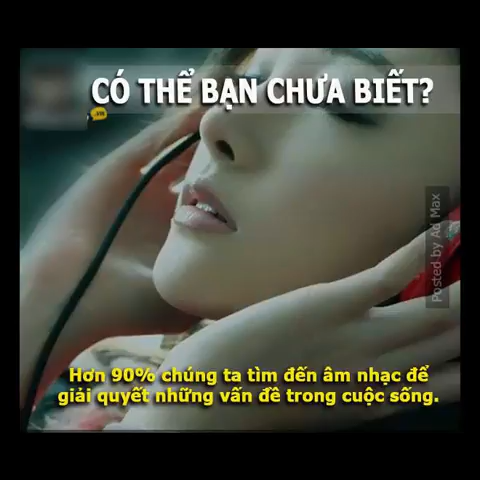 CÓ THỂ BẠN CHƯA BIẾT?
.VN
Posted by Ad Max
Hơn 90% chúng ta tìm đến âm nhạc để
giải quyết những vấn đề trong cuộc sống.